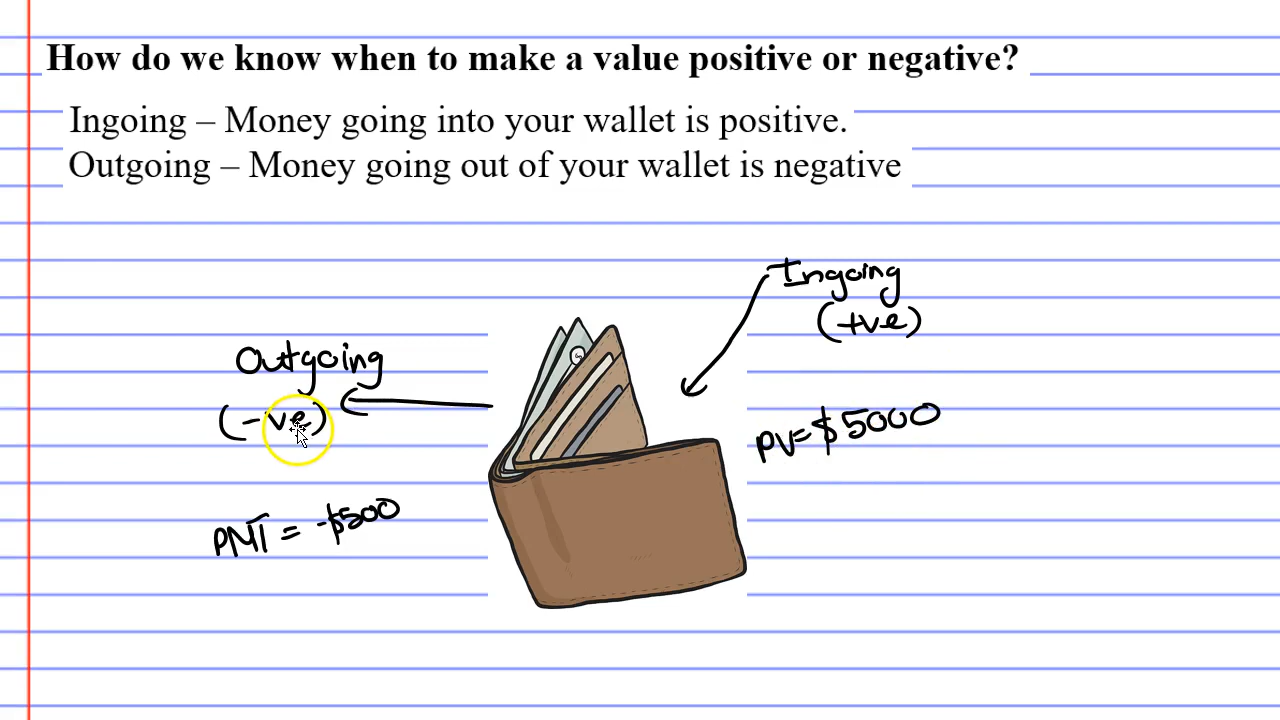 How do we know when to make a value positive or negative?
Ingoing – Money going into your wallet is positive.
Outgoing – Money going out of your wallet is negative
Ingoing
(+ve)
Outgoing
(-ve)
PV=$5000
PMT = -$500